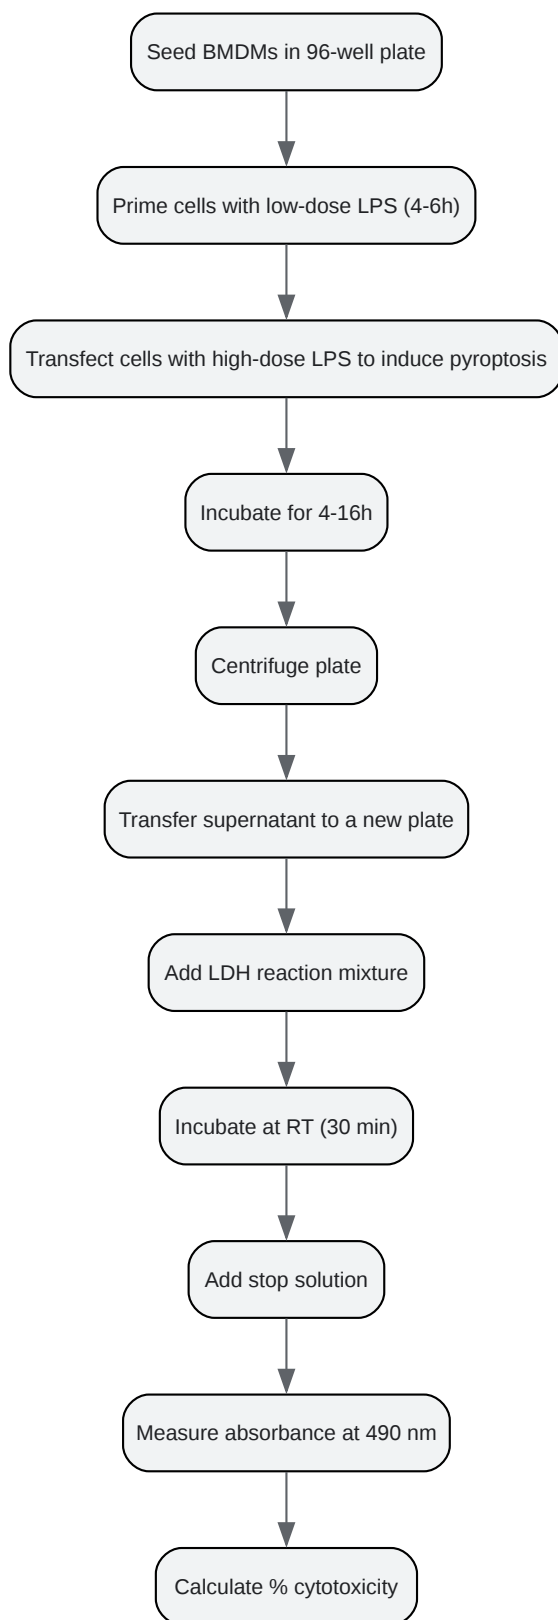 Seed BMDMs in 96-well plate
Prime cells with low-dose LPS (4-6h)
Transfect cells with high-dose LPS to induce pyroptosis
Incubate for 4-16h
Centrifuge plate
Transfer supernatant to a new plate
Add LDH reaction mixture
Incubate at RT (30 min)
Add stop solution
Measure absorbance at 490 nm
Calculate % cytotoxicity